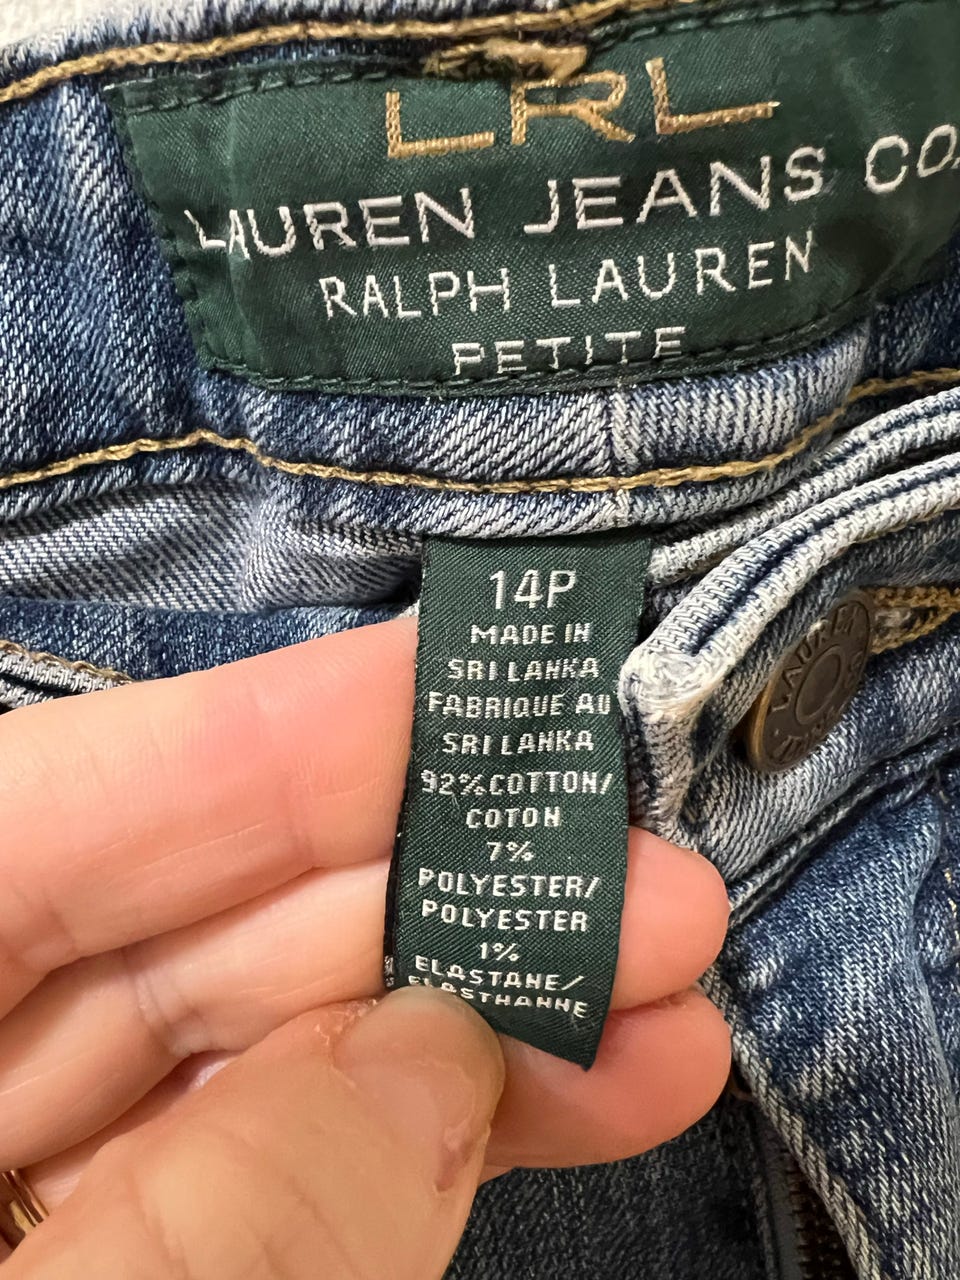 LRL
LAUREN JEANS CO.
RALPH LAUREN
PETITE
14P
MADE IN
SRI LANKA
FABRIQUE AU
SRI LANKA
92%COTTON/
COTON
7%
POLYESTER/
POLYESTER
1%
ELASTANE/
ELASTHANNE
LAUREN